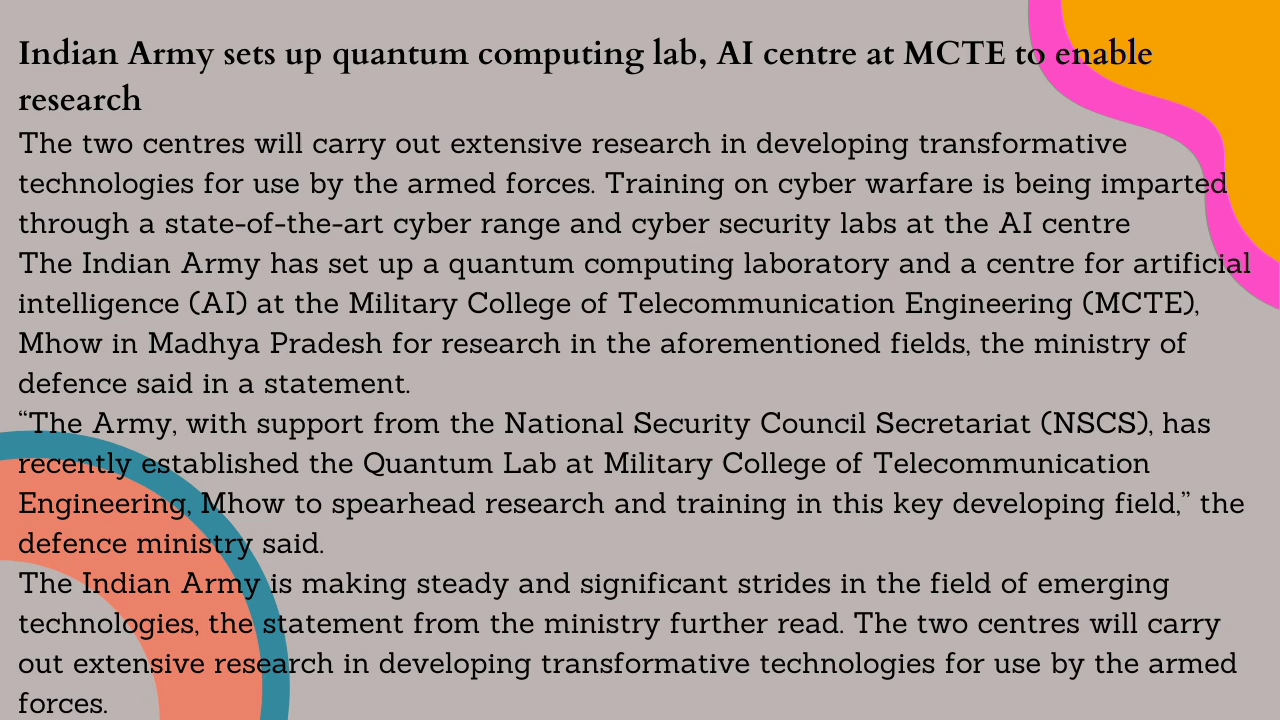 Indian Army sets up quantum computing lab, AI centre at MCTE to enable
research
The two centres will carry out extensive research in developing transformative
technologies for use by the armed forces. Training on cyber warfare is being imparted
through a state-of-the-art cyber range and cyber security labs at the AI centre
The Indian Army has set up a quantum computing laboratory and a centre for artificial
intelligence (AI) at the Military College of Telecommunication Engineering (MCTE),
Mhow in Madhya Pradesh for research in the aforementioned fields, the ministry of
defence said in a statement.
“The Army, with support from the National Security Council Secretariat (NSCS), has
recently established the Quantum Lab at Military College of Telecommunication
Engineering, Mhow to spearhead research and training in this key developing field,” the
defence ministry said.
The Indian Army is making steady and significant strides in the field of emerging
technologies, the statement from the ministry further read. The two centres will carry
out extensive research in developing transformative technologies for use by the armed
forces.